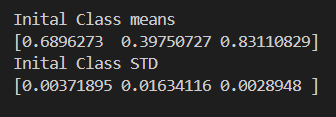 Inital Class means
[0.6896273  0.39750727 0.83110829]
Inital Class STD
[0.00371895 0.01634116 0.0028948 ]